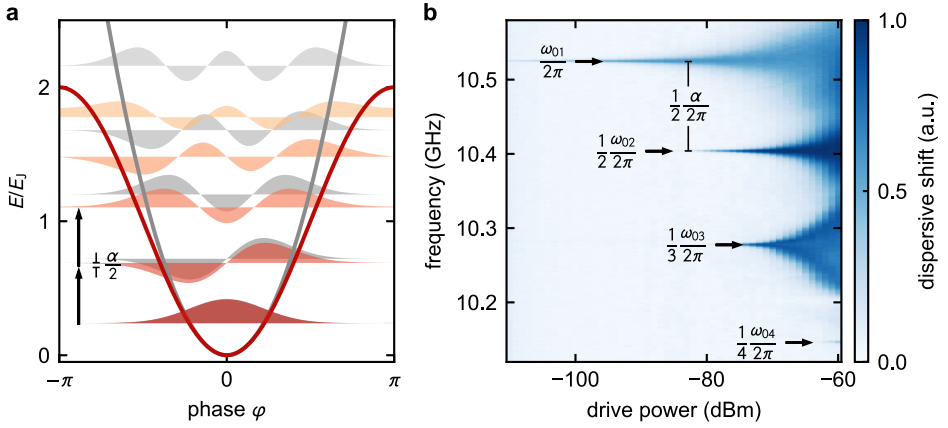 a
E/E_J
2
1
0
α/2
−π
0
π
phase φ
b
frequency (GHz)
10.5
10.4
10.3
10.2
ω01/2π
1/2 α/2π
1/2 ω02/2π
1/3 ω03/2π
1/4 ω04/2π
−100
−80
−60
drive power (dBm)
1.0
0.5
0.0
dispersive shift (a.u.)